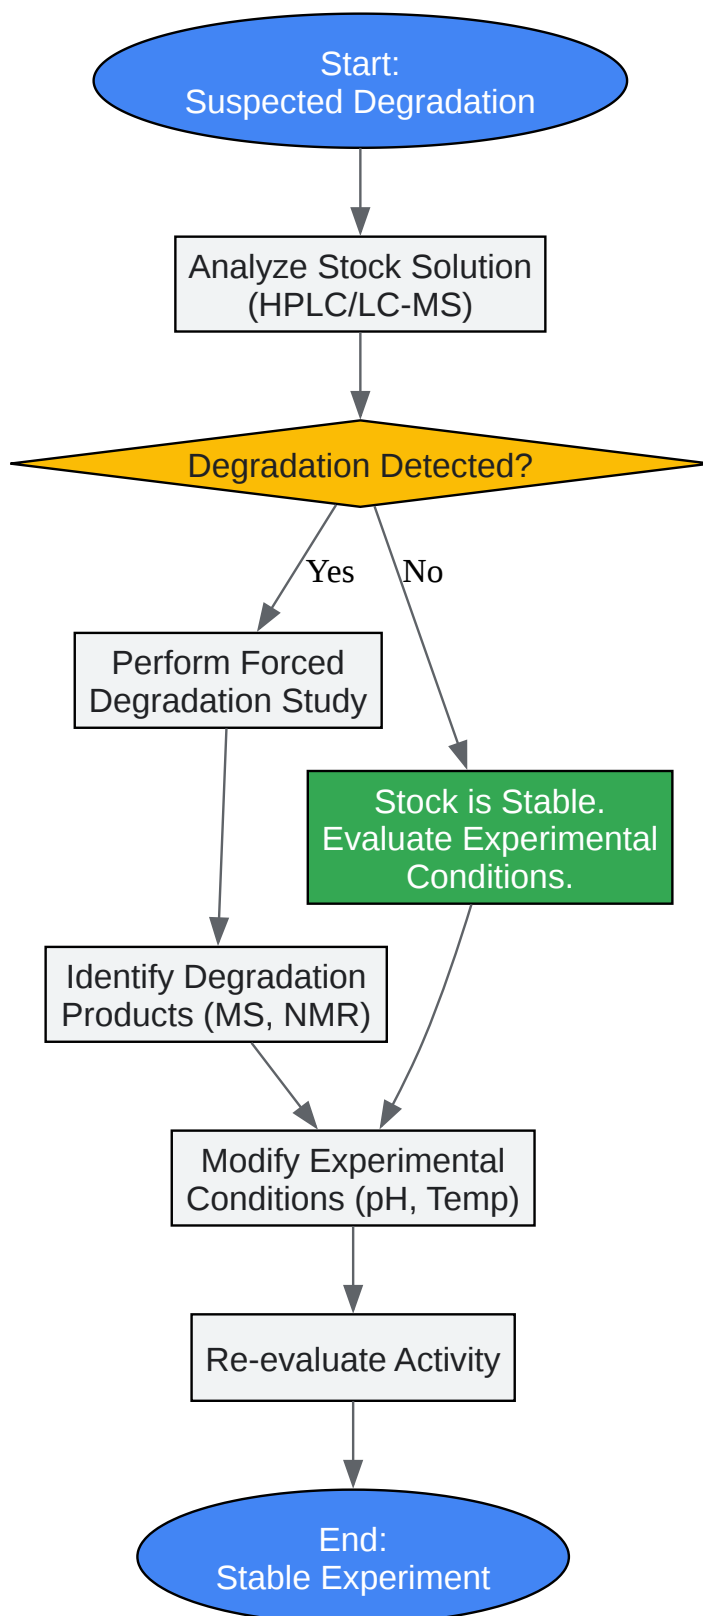 Start:
Suspected Degradation
Analyze Stock Solution
(HPLC/LC-MS)
Degradation Detected?
Yes
No
Perform Forced
Degradation Study
Stock is Stable.
Evaluate Experimental
Conditions.
Identify Degradation
Products (MS, NMR)
Modify Experimental
Conditions (pH, Temp)
Re-evaluate Activity
End:
Stable Experiment